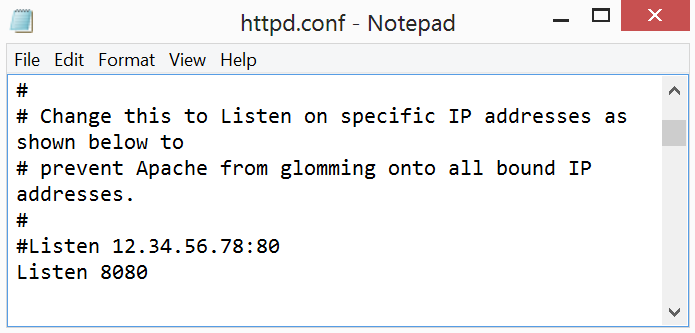 httpd.conf - Notepad
File Edit Format View Help
#
# Change this to Listen on specific IP addresses as
shown below to
# prevent Apache from glomming onto all bound IP
addresses.
#
#Listen 12.34.56.78:80
Listen 8080